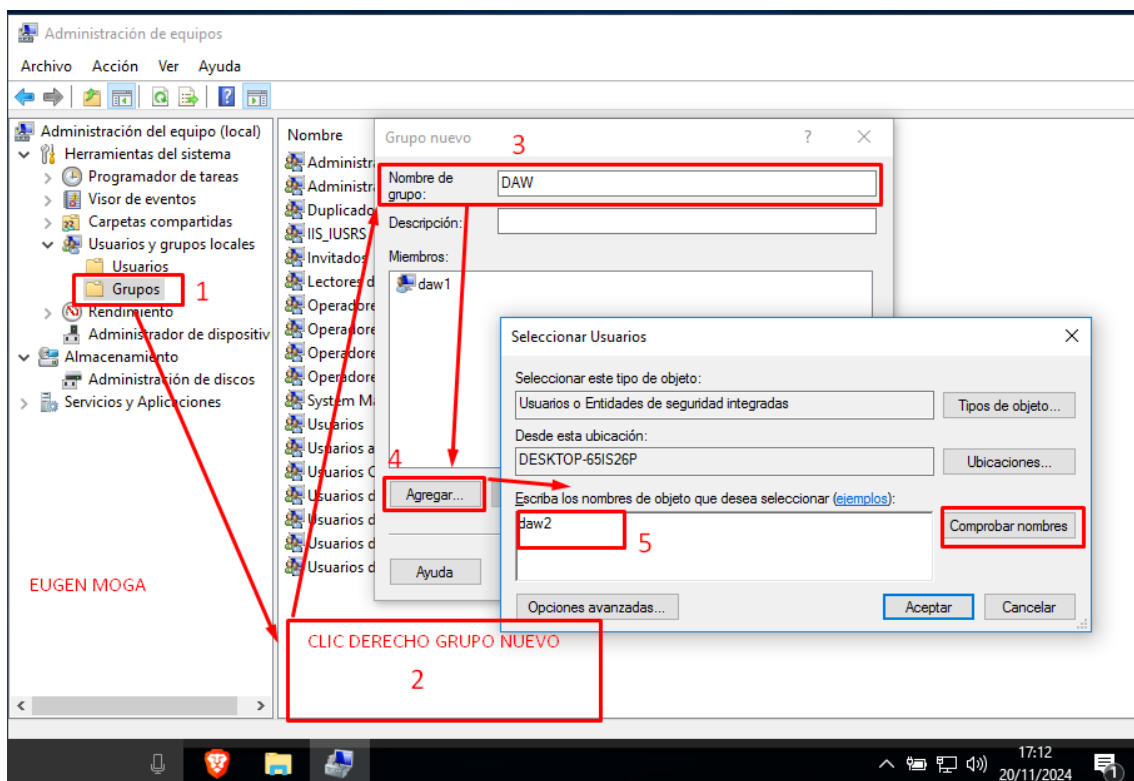 Administración de equipos
Archivo Acción Ver Ayuda
Administración del equipo (local)
Herramientas del sistema
Programador de tareas
Visor de eventos
Carpetas compartidas
Usuarios y grupos locales
Usuarios
Grupos
1
Rendimiento
Administrador de dispositiv
Almacenamiento
Administración de discos
Servicios y Aplicaciones
EUGEN MOGA
Nombre
Administr
Administr
Duplicado
IIS_IUSRS
Invitados
Lectores d
Operadore
Operadore
Operadore
Operadore
System Ma
Usuarios
Usuarios a
Usuarios C
Usuarios d
Usuarios d
Usuarios d
Usuarios d
CLIC DERECHO GRUPO NUEVO
2
Grupo nuevo ?
3
Nombre de grupo: DAW
Descripción:
Miembros:
daw1
4
Agregar...
Ayuda
Seleccionar Usuarios
Seleccionar este tipo de objeto:
Usuarios o Entidades de seguridad integradas Tipos de objeto...
Desde esta ubicación:
DESKTOP-65IS26P Ubicaciones...
Escriba los nombres de objeto que desea seleccionar (ejemplos):
daw2 Comprobar nombres
5
Opciones avanzadas... Aceptar Cancelar
17:12
20/11/2024
1